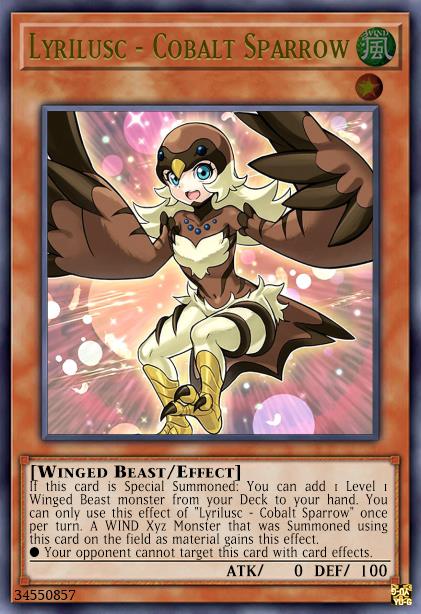 LYRILUSC - COBALT SPARROW
WIND
風
[WINGED BEAST/EFFECT]
If this card is Special Summoned: You can add 1 Level 1
Winged Beast monster from your Deck to your hand. You
can only use this effect of "Lyrilusc - Cobalt Sparrow" once
per turn. A WIND Xyz Monster that was Summoned using
this card on the field as material gains this effect.
● Your opponent cannot target this card with card effects.
ATK/ 0 DEF/ 100
34550857